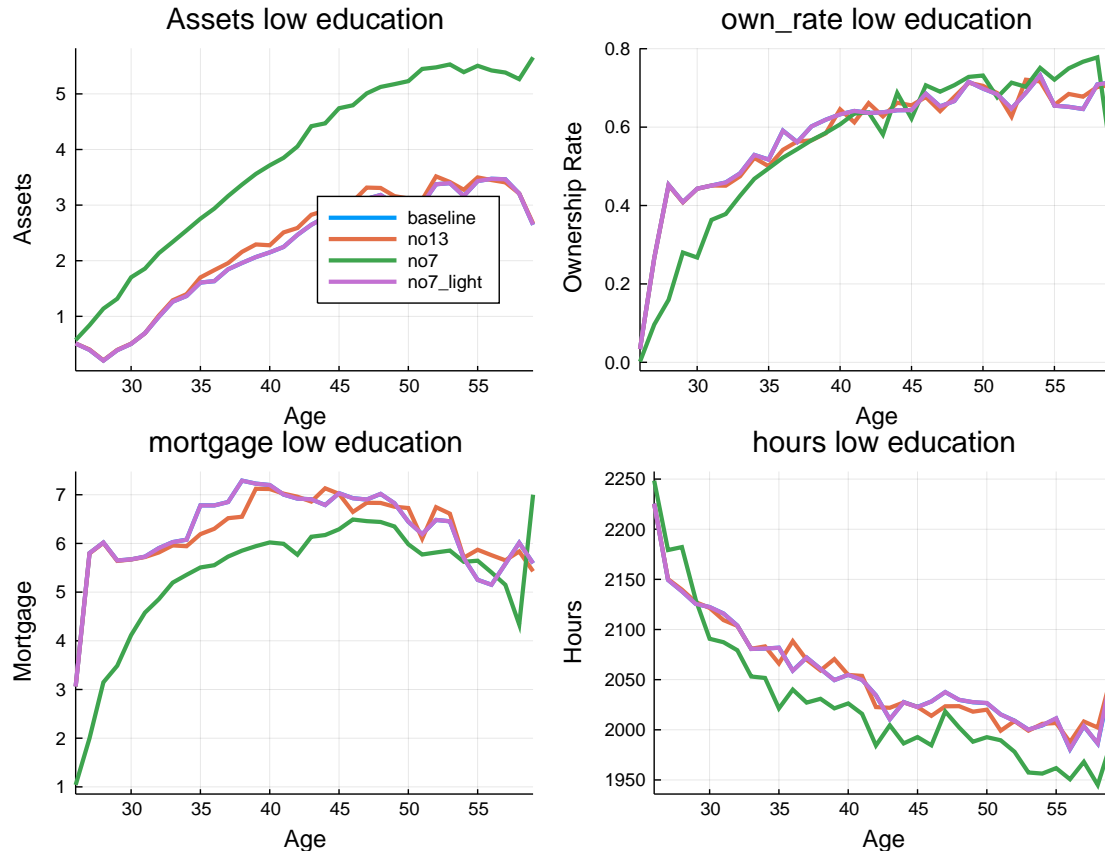 Assets low education
5
4
3
2
1
Assets
baseline
no13
no7
no7_light
30 35 40 45 50 55
Age
own_rate low education
0.8
0.6
0.4
0.2
0.0
Ownership Rate
30 35 40 45 50 55
Age
mortgage low education
7
6
5
4
3
2
1
Mortgage
30 35 40 45 50 55
Age
hours low education
2250
2200
2150
2100
2050
2000
1950
Hours
30 35 40 45 50 55
Age